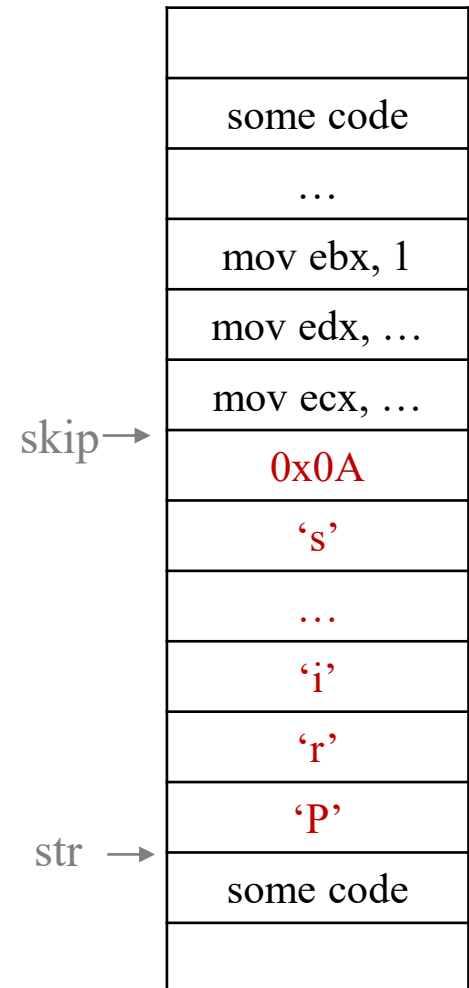 some code
…
mov ebx, 1
mov edx, …
mov ecx, …
skip
0x0A
‘s’
…
‘i’
‘r’
‘P’
str
some code